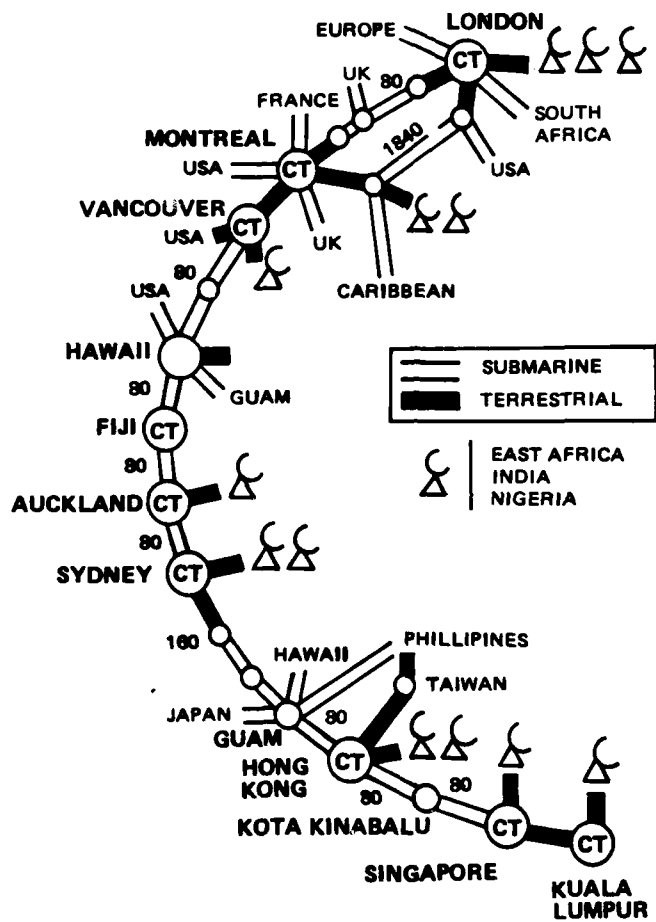 LONDON
EUROPE
CT
UK
80
FRANCE
SOUTH
AFRICA
MONTREAL
1840
USA
CT
USA
VANCOUVER
CT
USA
UK
80
CARIBBEAN
USA
HAWAII
SUBMARINE
TERRESTRIAL
80
GUAM
FIJI
CT
EAST AFRICA
INDIA
NIGERIA
80
AUCKLAND
CT
80
SYDNEY
CT
160
HAWAII
PHILLIPINES
TAIWAN
JAPAN
80
GUAM
HONG
KONG
CT
80
80
KOTA KINABALU
CT
CT
SINGAPORE
KUALA
LUMPUR